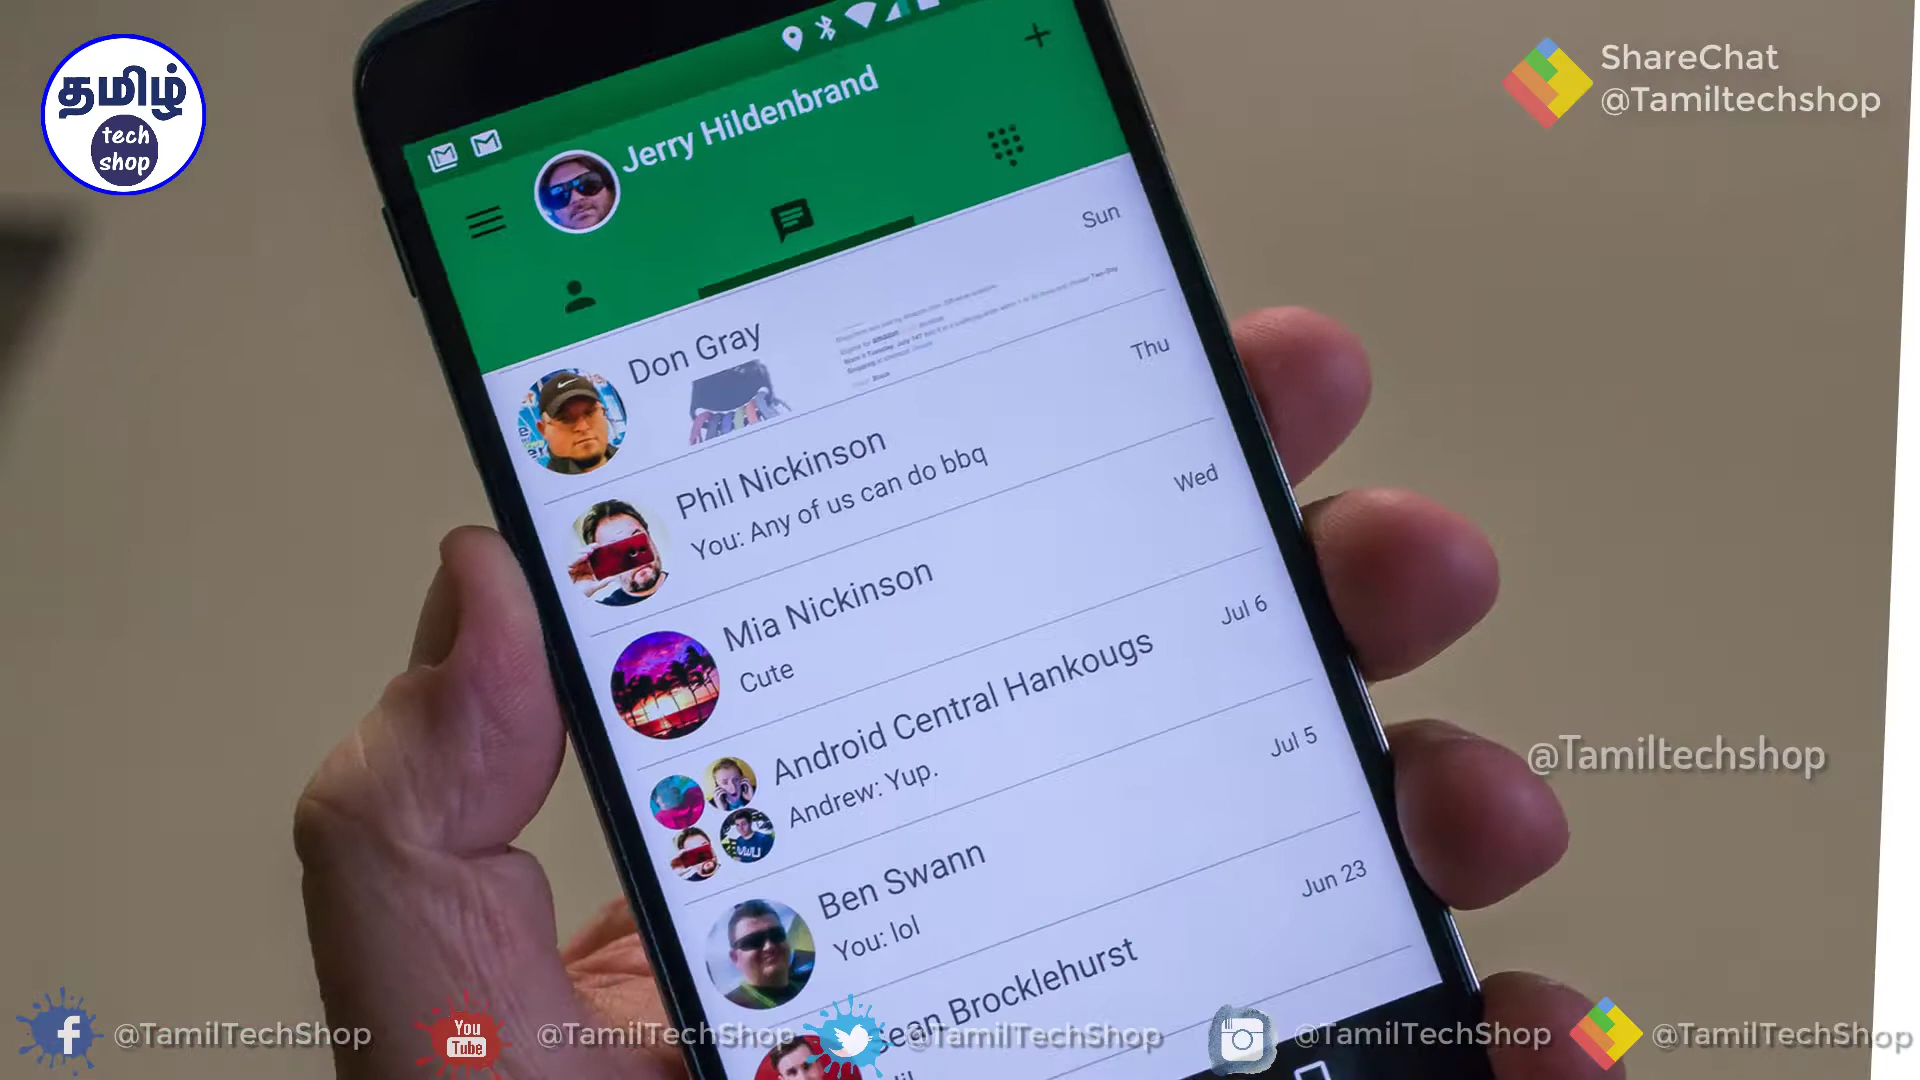 தமிழ்
tech
shop
ShareChat
@Tamiltechshop
Jerry Hildenbrand
Sun
Don Gray
Thu
Phil Nickinson
You: Any of us can do bbq
Wed
Mia Nickinson
Cute
Jul 6
Android Central Hankougs
Andrew: Yup.
Jul 5
Ben Swann
You: lol
Jun 23
Sean Brocklehurst
@Tamiltechshop
@TamilTechShop
You
Tube
@TamilTechShop
@TamilTechShop
@TamilTechShop
@TamilTechShop